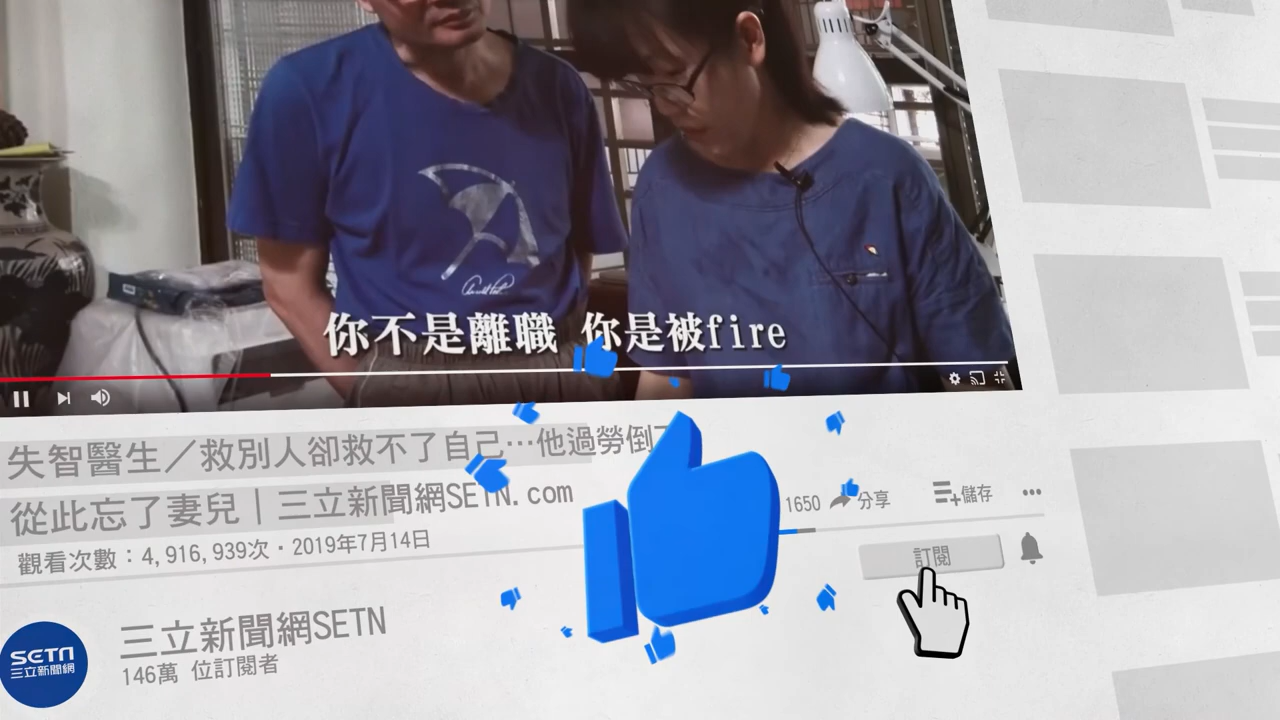 你不是離職 你是被fire
失智醫生／救別人卻救不了自己…他過勞倒
從此忘了妻兒｜三立新聞網SETN.com
觀看次數：4,916,939次・2019年7月14日
1650 分享 儲存
訂閱
SETN
三立新聞網
三立新聞網SETN
146萬 位訂閱者